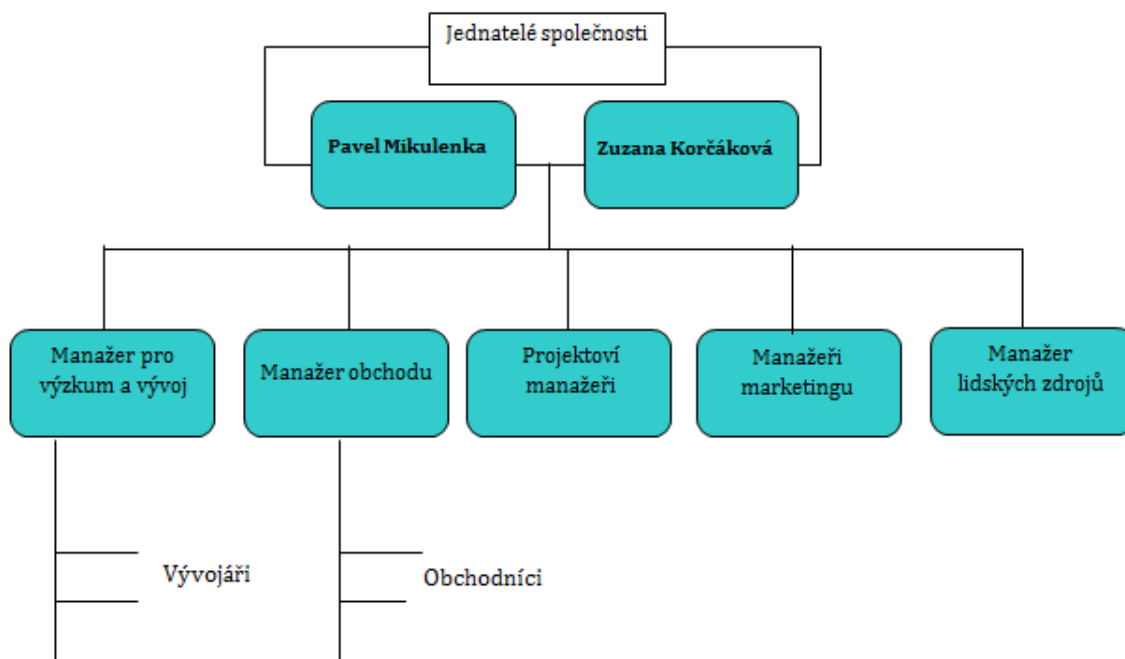 Jednatelé společnosti
Pavel Mikulenka
Zuzana Korčáková
Manažer pro
výzkum a vývoj
Manažer obchodu
Projektoví
manažeři
Manažeři
marketingu
Manažer
lidských zdrojů
Vývojáři
Obchodníci